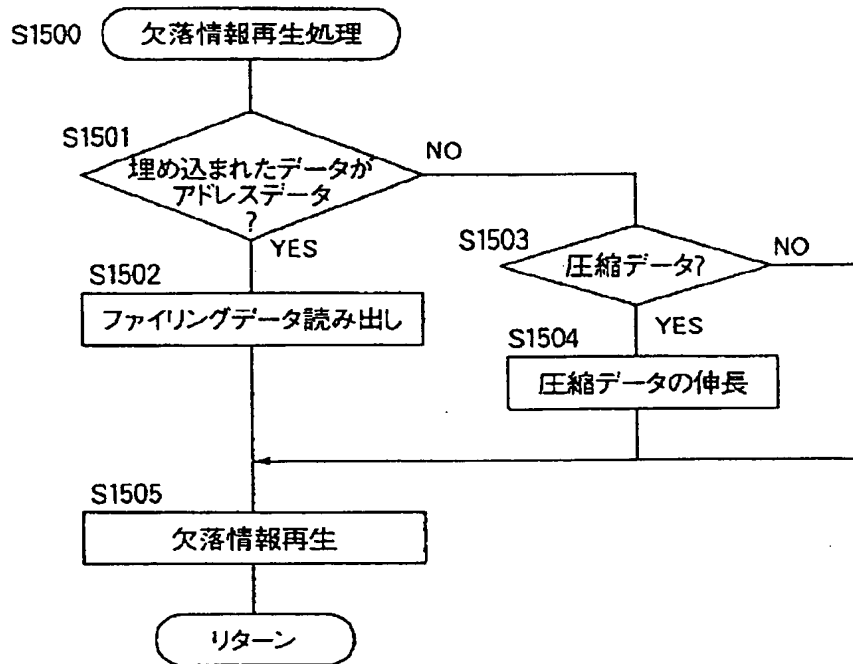 S1500
欠落情報再生処理
S1501
埋め込まれたデータが
アドレスデータ
?
NO
YES
S1502
ファイリングデータ読み出し
S1503
圧縮データ?
NO
YES
S1504
圧縮データの伸長
S1505
欠落情報再生
リターン